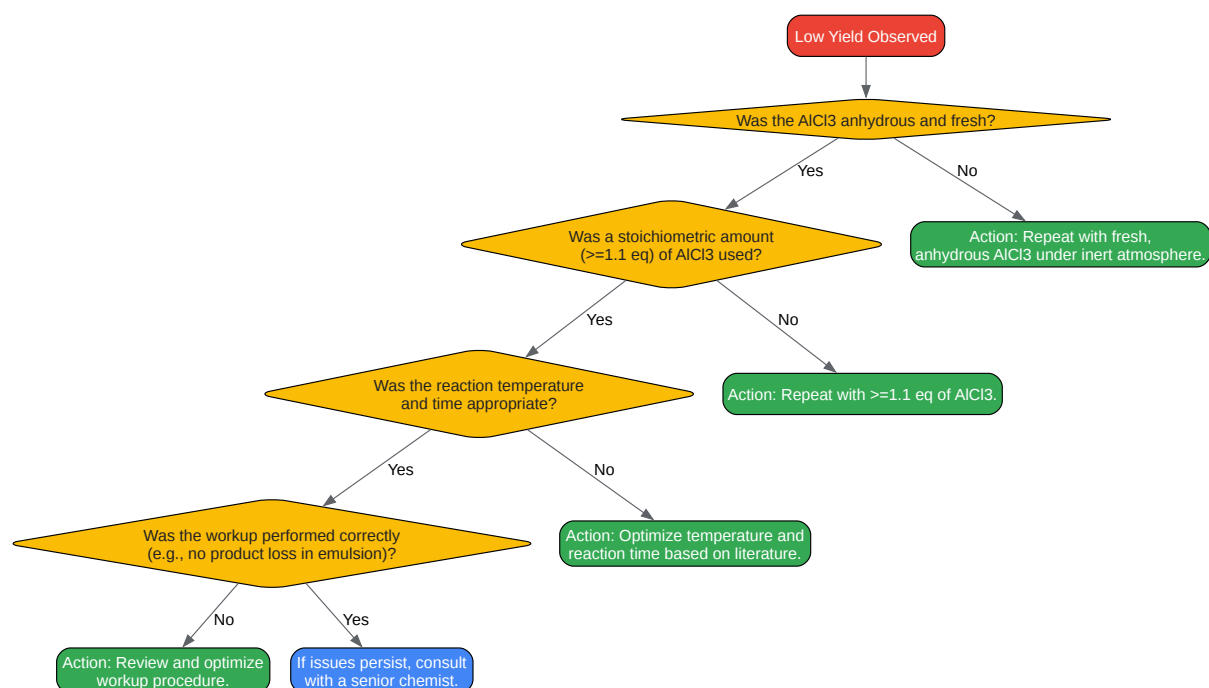 Low Yield Observed
Was the AlCl3 anhydrous and fresh?
Yes
No
Was a stoichiometric amount
(>=1.1 eq) of AlCl3 used?
Action: Repeat with fresh,
anhydrous AlCl3 under inert atmosphere.
Yes
No
Was the reaction temperature
and time appropriate?
Action: Repeat with >=1.1 eq of AlCl3.
Yes
No
Was the workup performed correctly
(e.g., no product loss in emulsion)?
Action: Optimize temperature and
reaction time based on literature.
No
Yes
Action: Review and optimize
workup procedure.
If issues persist, consult
with a senior chemist.